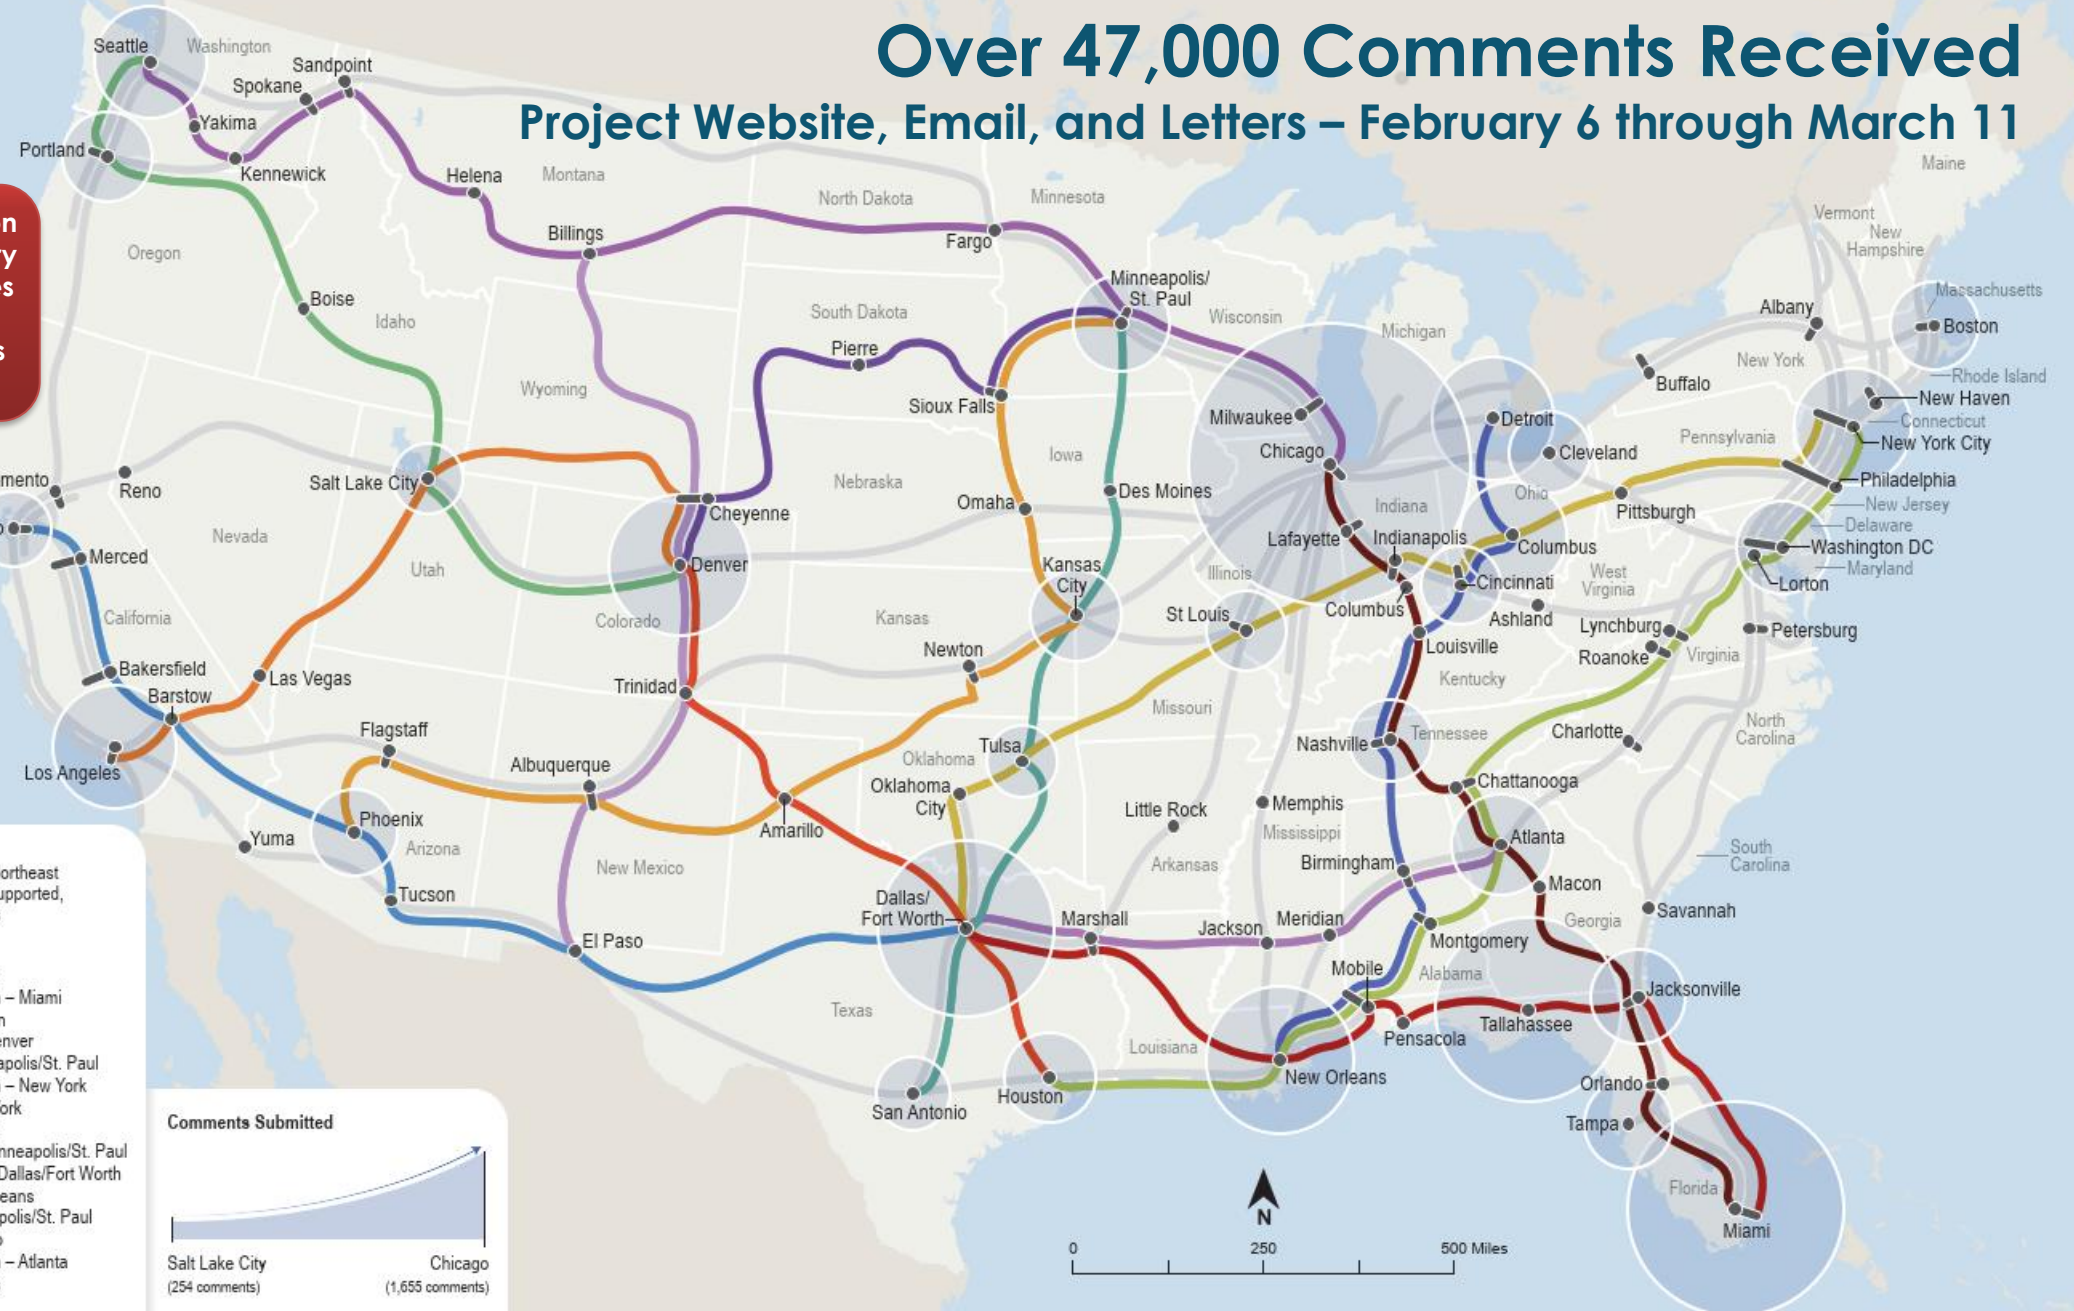 Over 47,000 Comments Received
Project Website, Email, and Letters – February 6 through March 11
Seattle
Washington
Sandpoint
Spokane
Yakima
Portland
Kennewick
Helena
Montana
North Dakota
Minnesota
Maine
Vermont
New
Hampshire
Oregon
Billings
Fargo
Minneapolis/
St. Paul
Massachusetts
Boise
Idaho
South Dakota
Wisconsin
Michigan
Albany
Boston
Pierre
New York
Rhode Island
Wyoming
Buffalo
New Haven
Sioux Falls
Milwaukee
Detroit
Connecticut
Pennsylvania
New York City
Iowa
Chicago
Cleveland
Reno
Salt Lake City
Nebraska
Des Moines
Philadelphia
Omaha
Indiana
Ohio
Pittsburgh
New Jersey
Cheyenne
Delaware
Nevada
Lafayette
Indianapolis
Columbus
Washington DC
Merced
Denver
Kansas
City
Maryland
Utah
Illinois
Cincinnati
West
Virginia
Lorton
California
Colorado
Kansas
St Louis
Columbus
Ashland
Lynchburg
Petersburg
Newton
Louisville
Roanoke
Virginia
Bakersfield
Las Vegas
Trinidad
Kentucky
Barstow
Missouri
Flagstaff
Nashville
Tennessee
Charlotte
North
Carolina
Albuquerque
Oklahoma
Tulsa
Los Angeles
Oklahoma
City
Chattanooga
Little Rock
Memphis
Phoenix
Amarillo
Mississippi
Atlanta
Yuma
Arizona
South
Carolina
New Mexico
Arkansas
Birmingham
Tucson
Macon
Dallas/
Fort Worth
Marshall
Jackson
Meridian
Georgia
Savannah
El Paso
Montgomery
Mobile
Alabama
Jacksonville
Texas
Tallahassee
Pensacola
Louisiana
New Orleans
San Antonio
Houston
Orlando
Tampa
Florida
Miami
– Miami
– New York
Dallas/Fort Worth
– Atlanta
Comments Submitted
Salt Lake City
(254 comments)
Chicago
(1,655 comments)
N
0 250 500 Miles